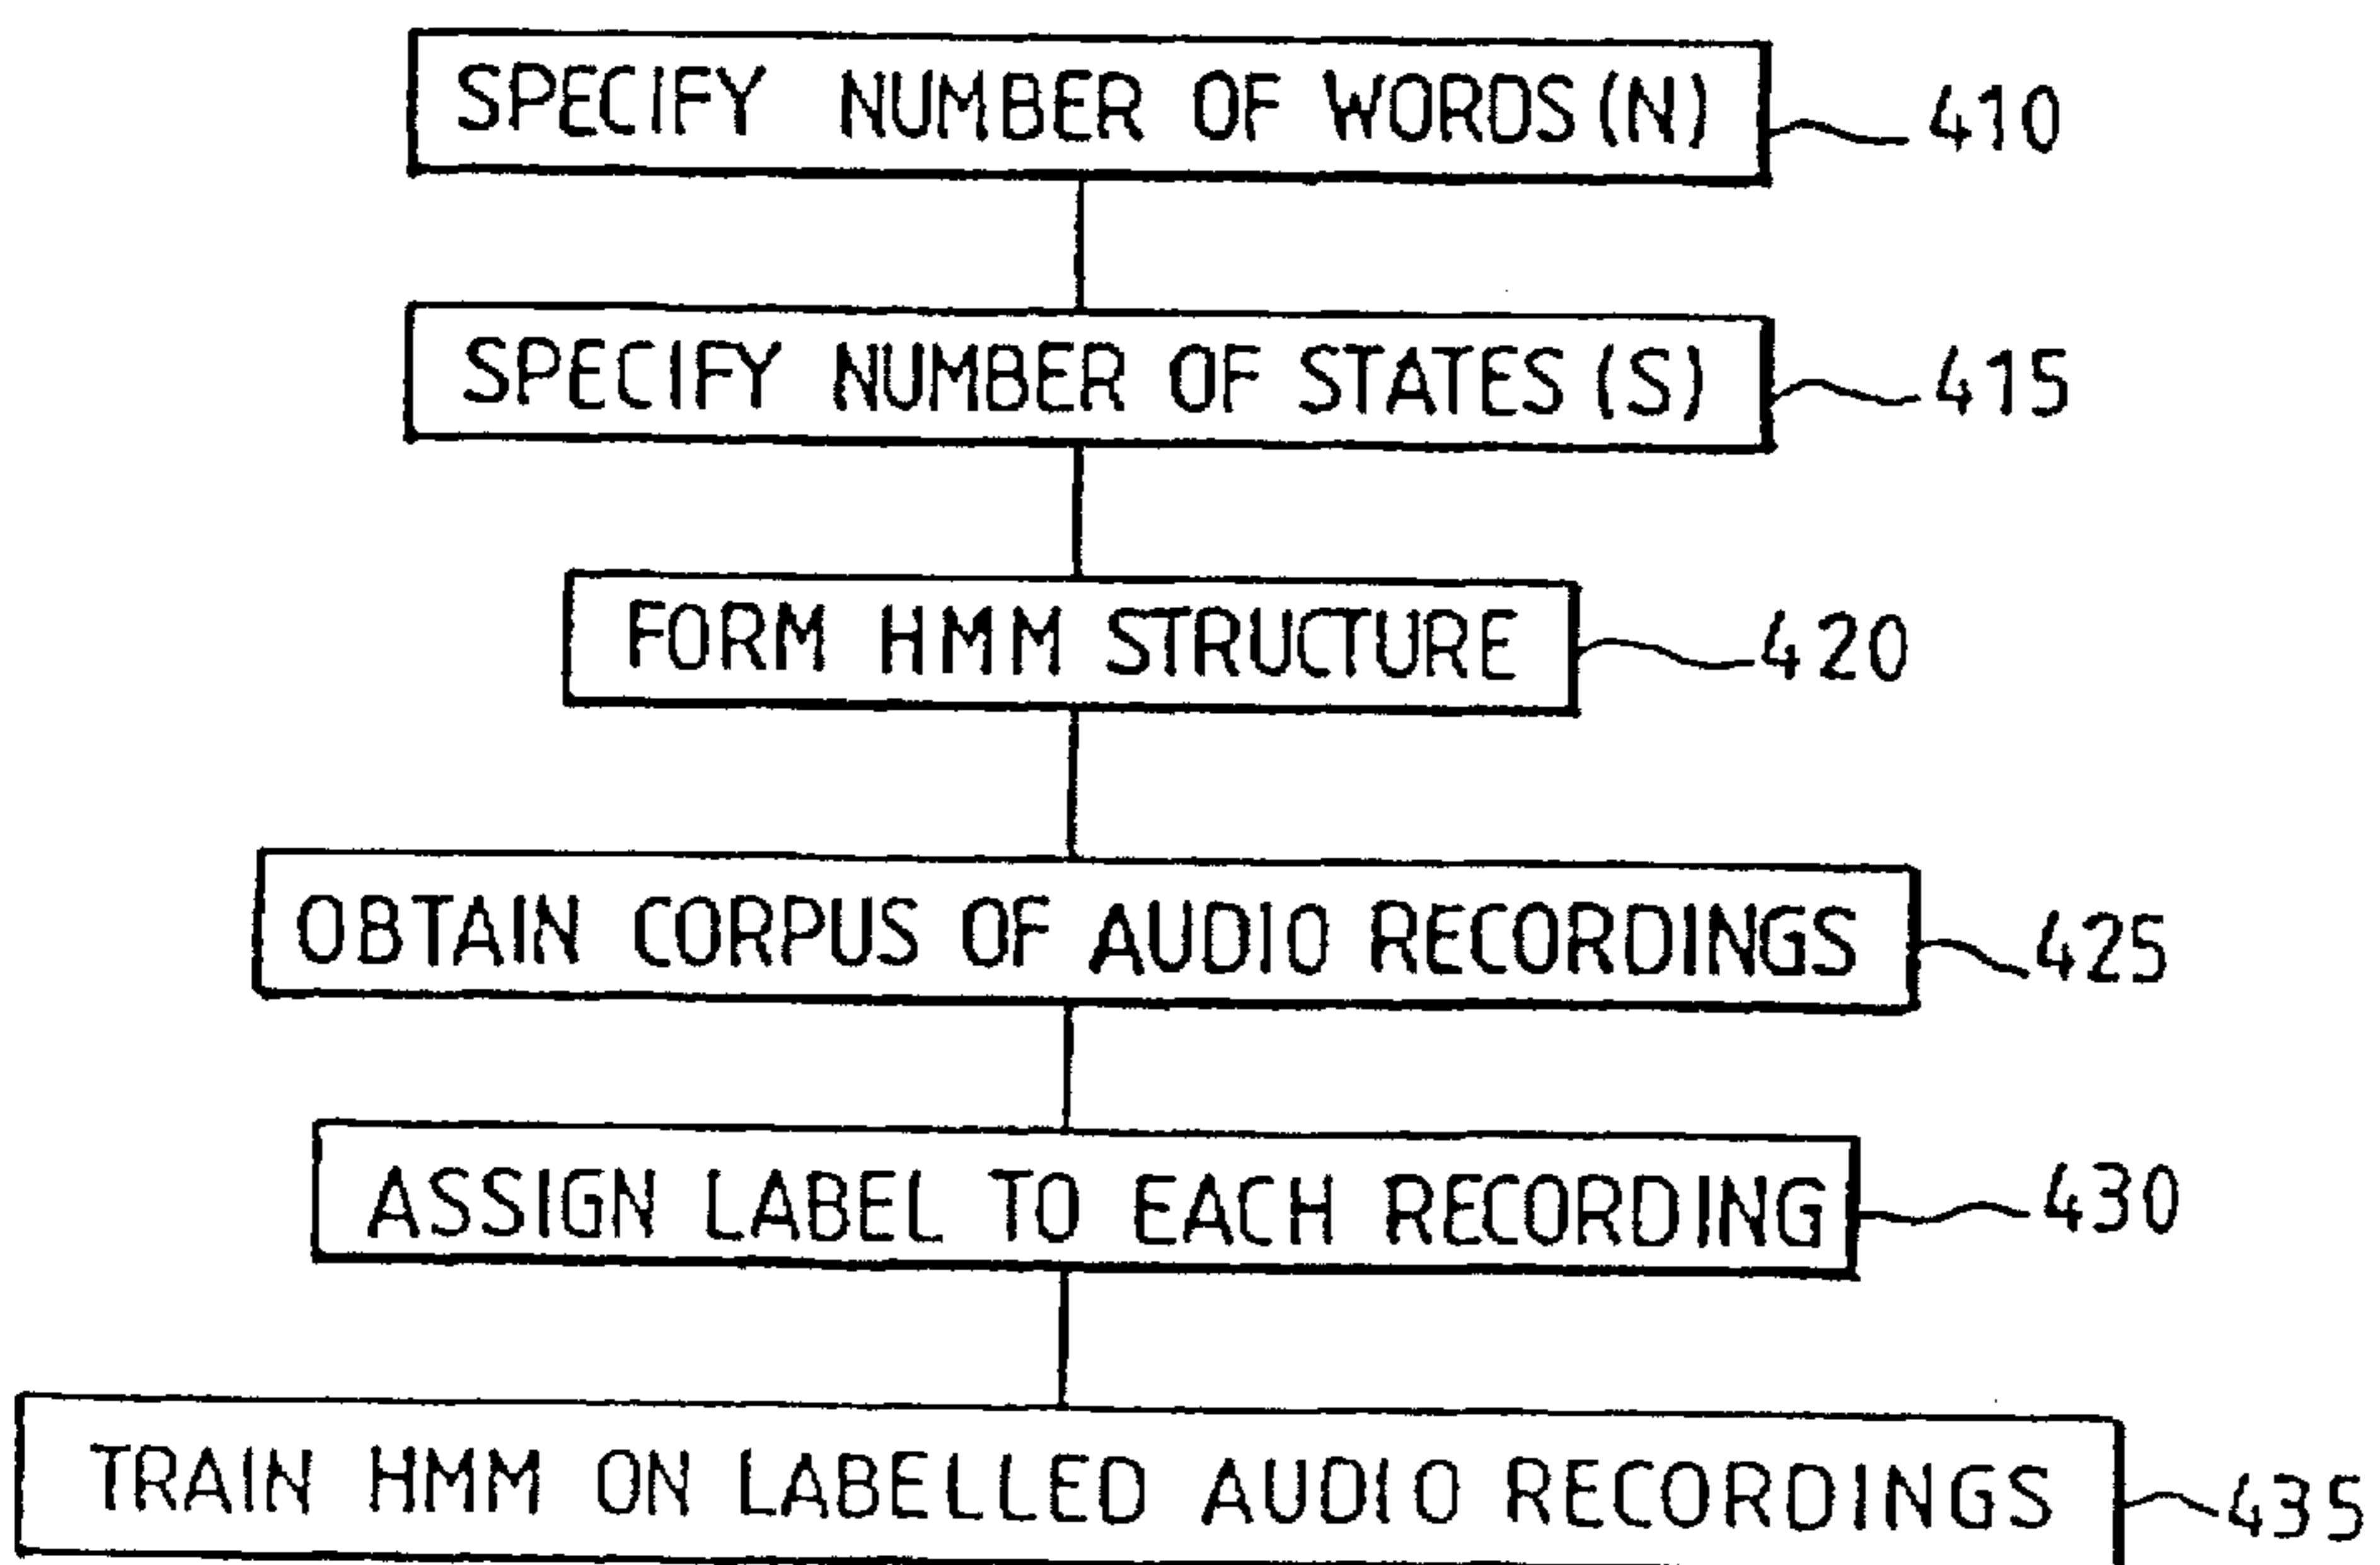 SPECIFY NUMBER OF WORDS (N) 410
SPECIFY NUMBER OF STATES (S) 415
FORM HMM STRUCTURE 420
OBTAIN CORPUS OF AUDIO RECORDINGS 425
ASSIGN LABEL TO EACH RECORDING 430
TRAIN HMM ON LABELLED AUDIO RECORDINGS 435